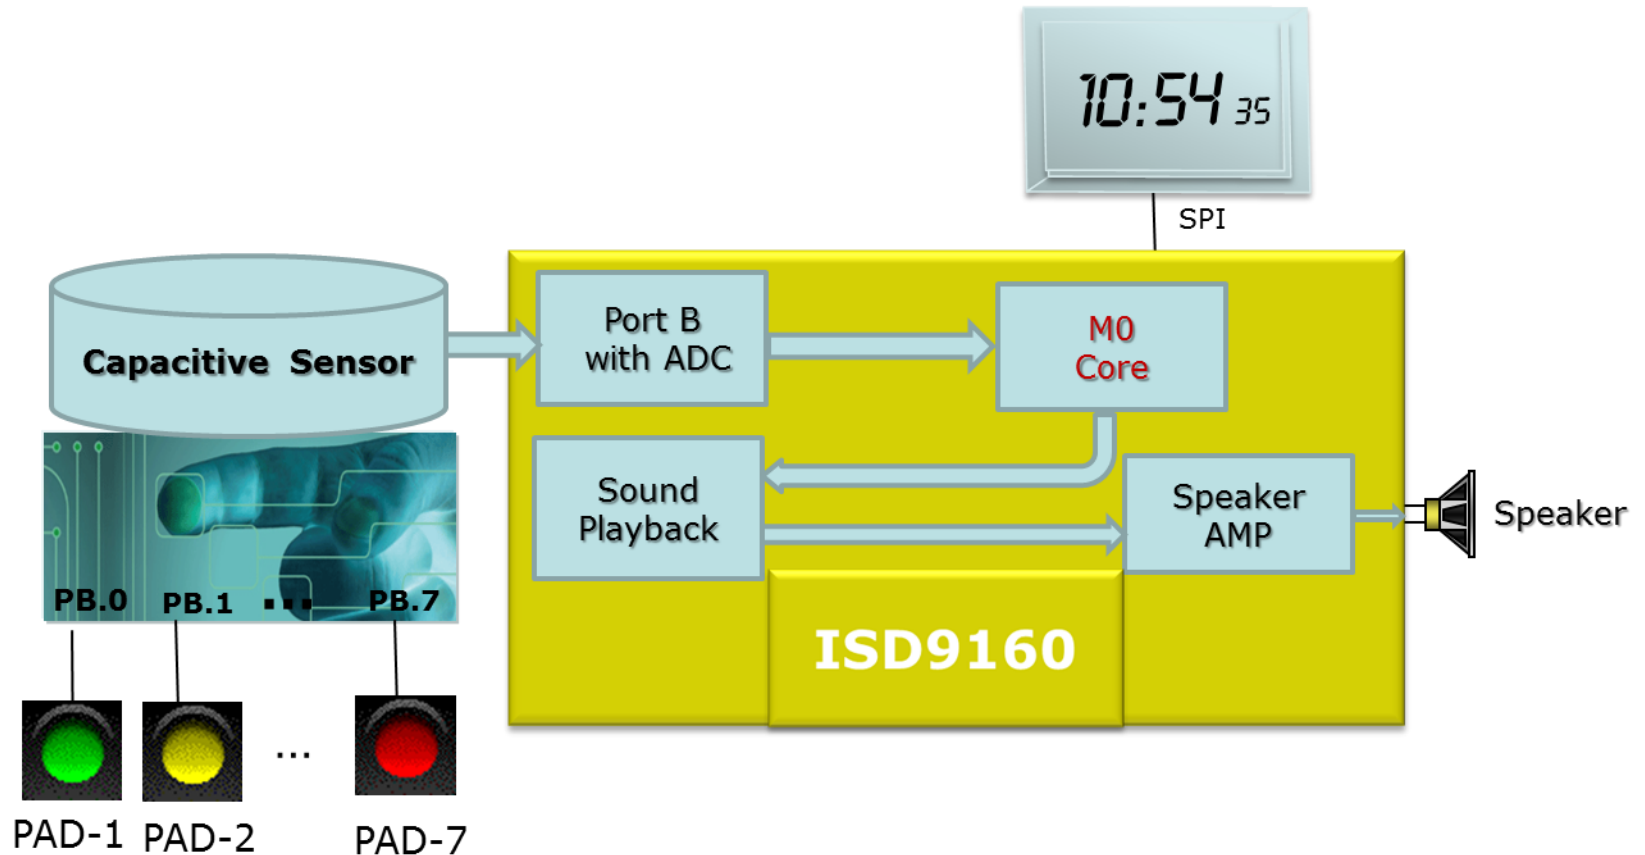 10:54 35
SPI
Capacitive Sensor
Port B
with ADC
M0
Core
Sound
Playback
Speaker
AMP
Speaker
PB.0 PB.1 ... PB.7
ISD9160
...
PAD-1 PAD-2 PAD-7